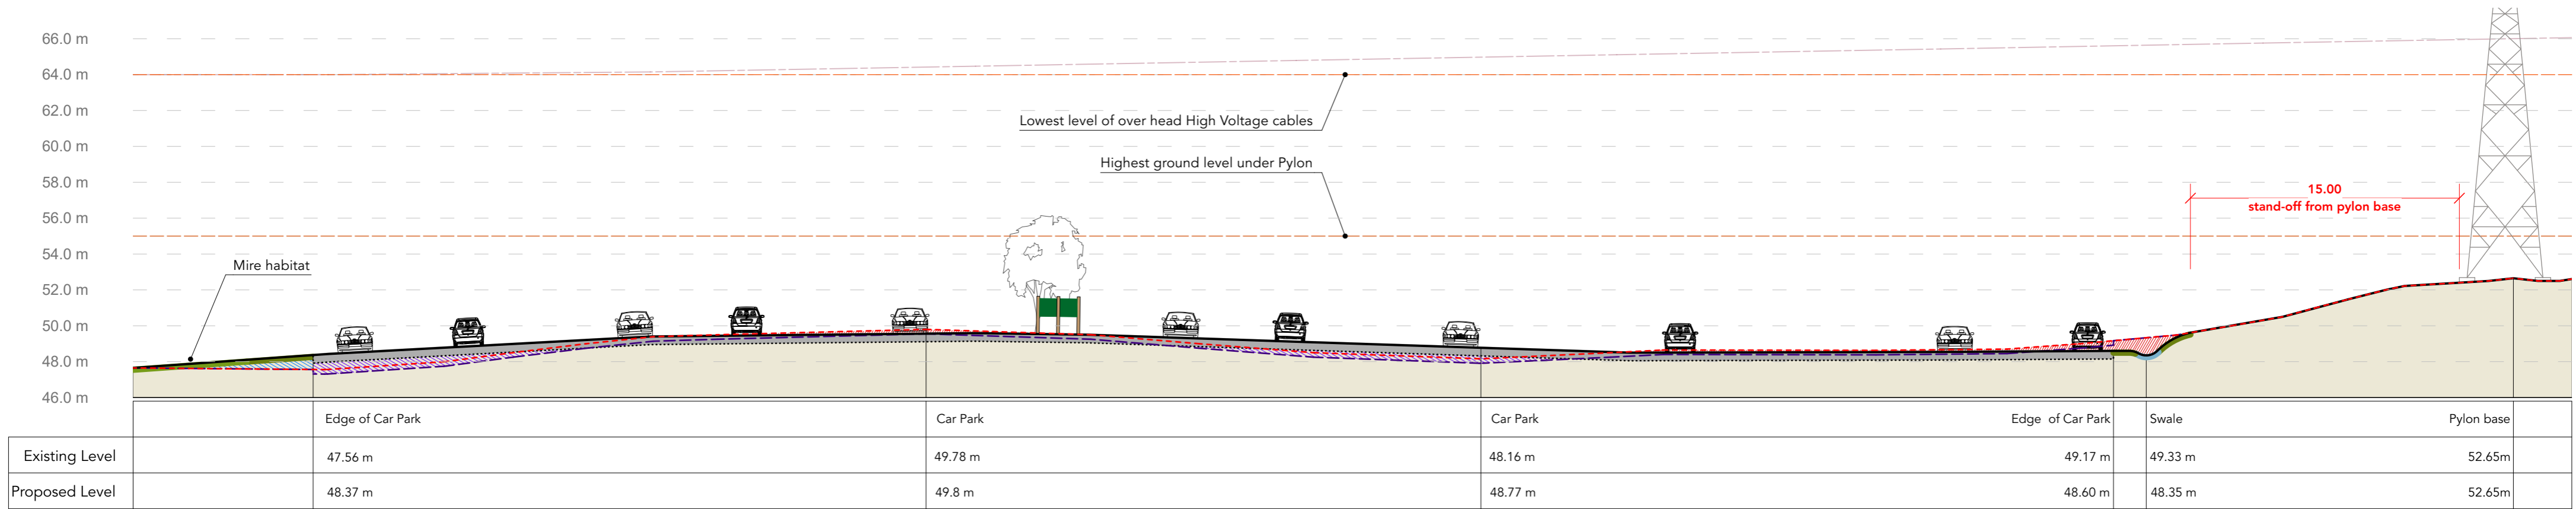 66.0 m
64.0 m
62.0 m
60.0 m
58.0 m
56.0 m
54.0 m
52.0 m
50.0 m
48.0 m
46.0 m
Lowest level of over head High Voltage cables
Highest ground level under Pylon
15.00
stand-off from pylon base
Mire habitat
Edge of Car Park Car Park Car Park Edge of Car Park Swale Pylon base
Existing Level 47.56 m 49.78 m 48.16 m 49.17 m 49.33 m 52.65m
Proposed Level 48.37 m 49.8 m 48.77 m 48.60 m 48.35 m 52.65m